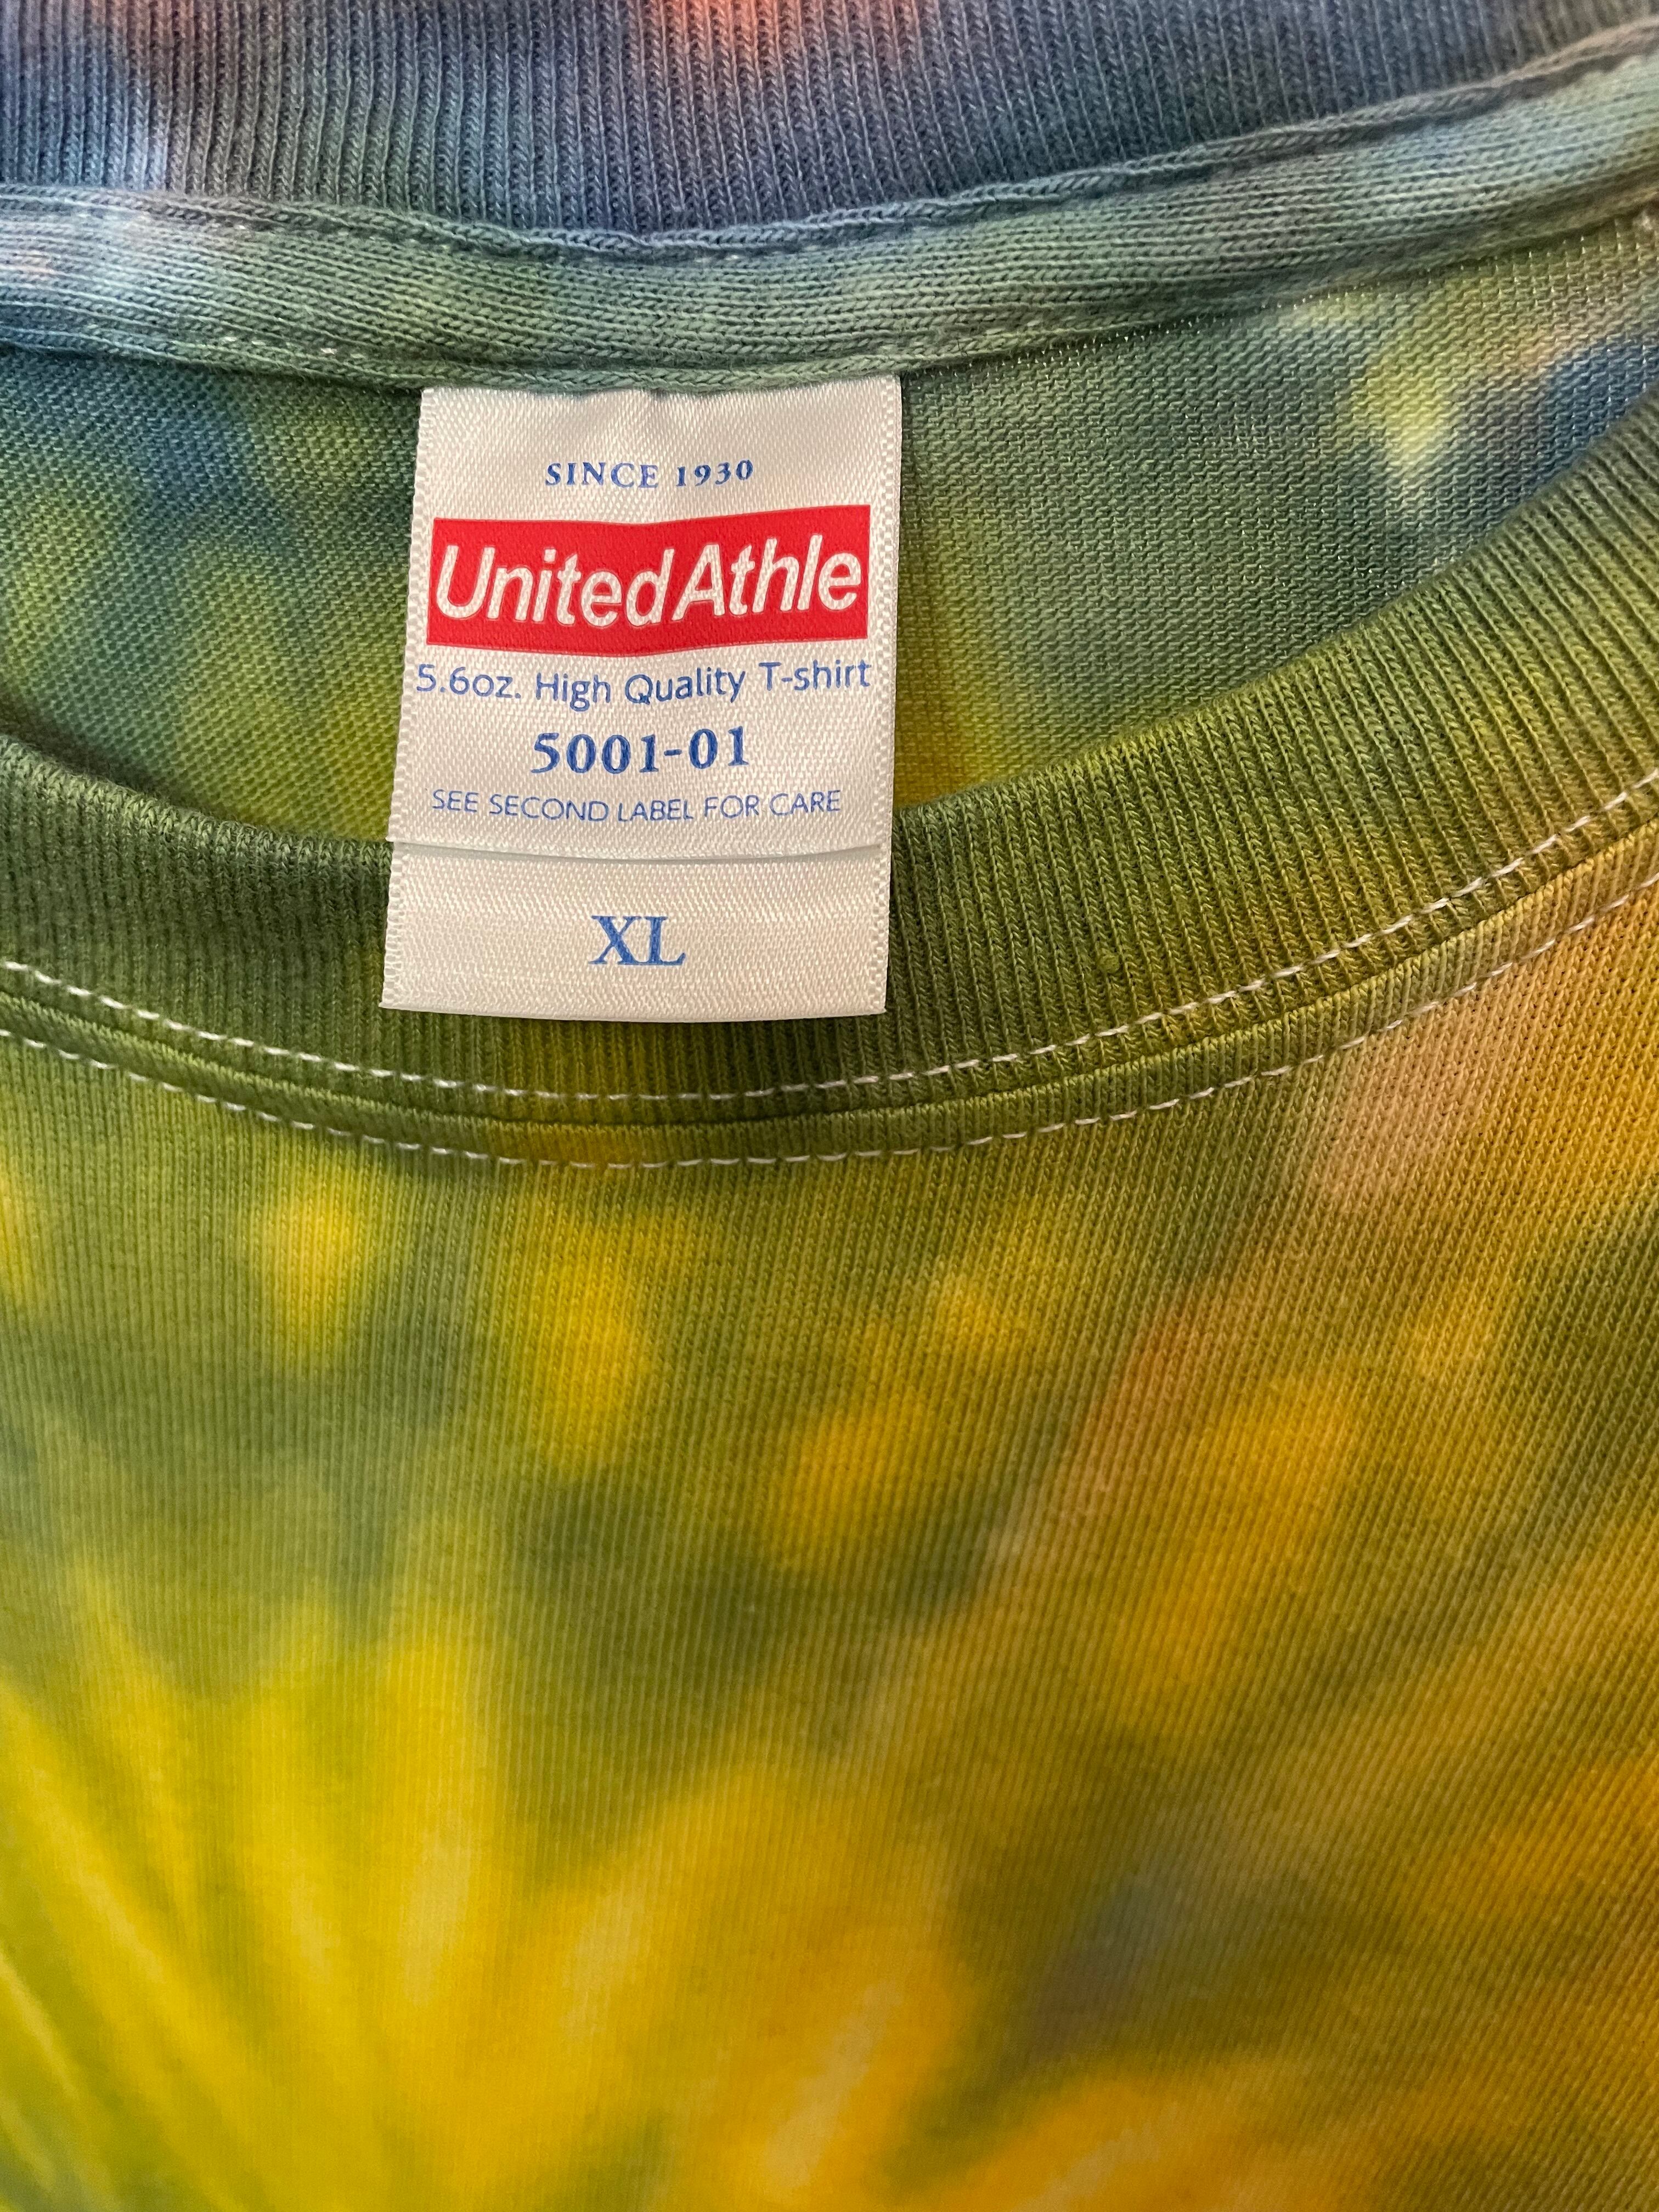 SINCE 1930
UnitedAthle
5.6oz. High Quality T-shirt
5001-01
SEE SECOND LABEL FOR CARE
XL